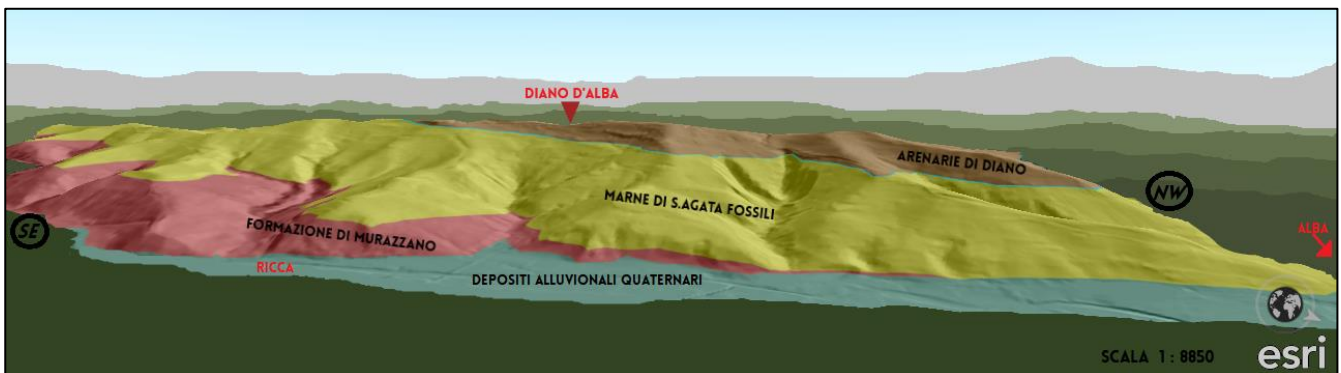 DIANO D'ALBA
ARENARIE DI DIANO
NW
MARNE DI S.AGATA FOSSILI
SE
FORMAZIONE DI MURAZZANO
ALBA
RICCA
DEPOSITI ALLUVIONALI QUATERNARI
SCALA 1 : 8850
esri